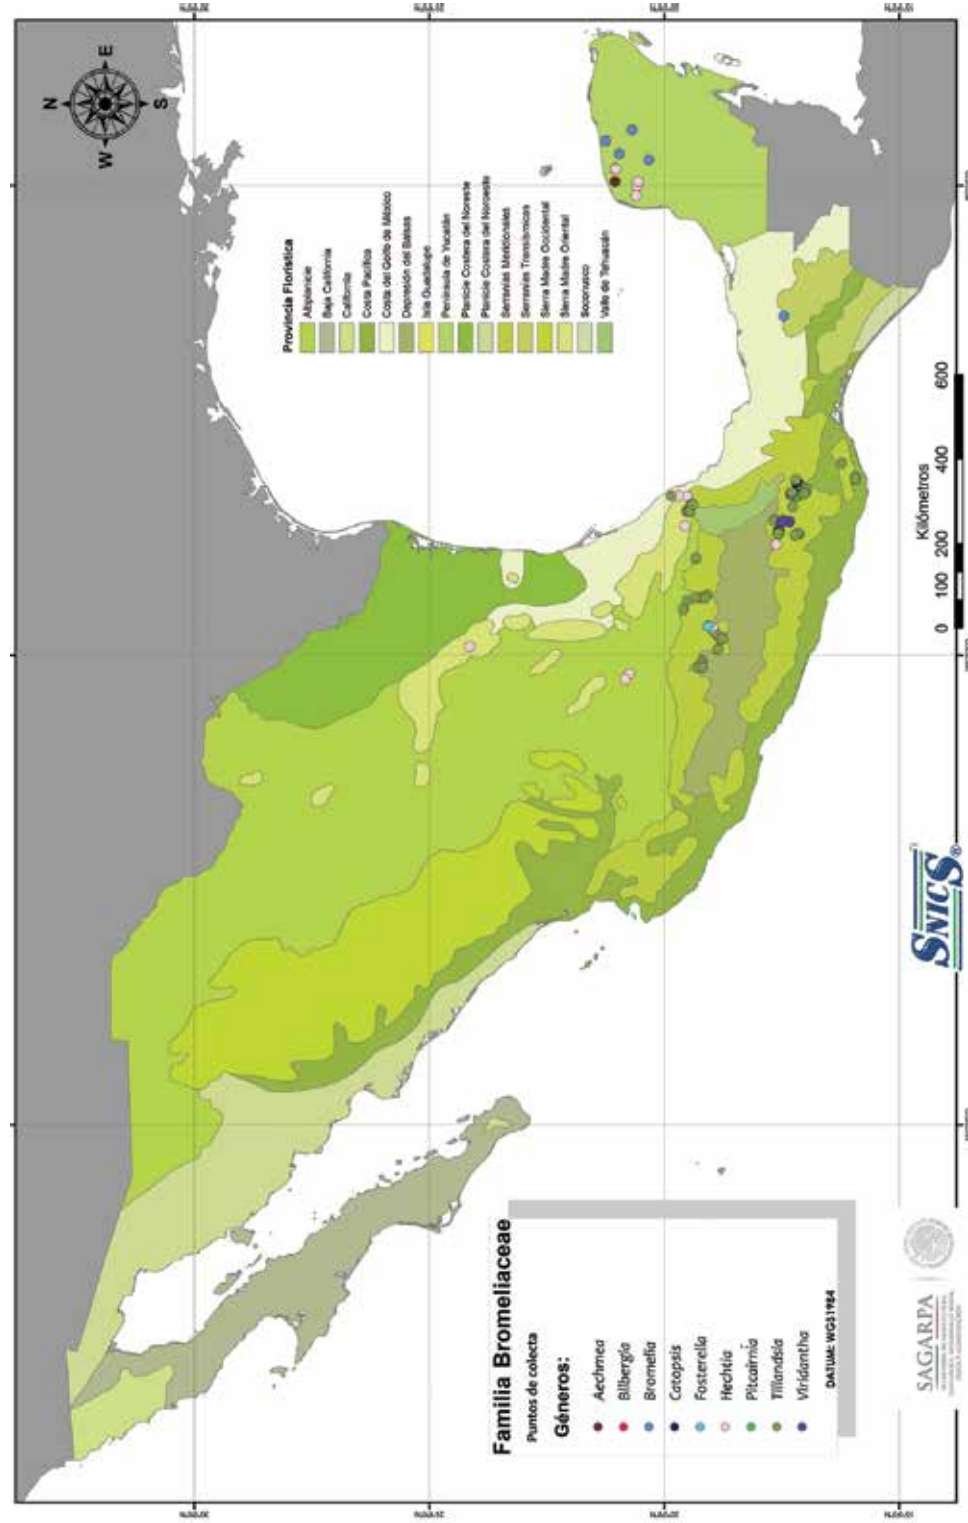 N
W E
S
Provincia Florística
Altiplanicie
Baja California
California
Costa Pacífica
Costa del Golfo de México
Depresión del Balsas
Isla Guadalupe
Península de Yucatán
Planicie Costera del Noreste
Planicie Costera del Noroeste
Serranías Meridionales
Serranías Transístmicas
Sierra Madre Occidental
Sierra Madre Oriental
Soconusco
Valle de Tehuacán
Familia Bromeliaceae
Puntos de colecta
Géneros:
Aechmea
Bilbergia
Bromelia
Catopsis
Fosterella
Hechtia
Pitcairnia
Tillandsia
Viridantha
DATUM: WGS1984
SAGARPA
SNICS®
Kilómetros
0 100 200 400 600